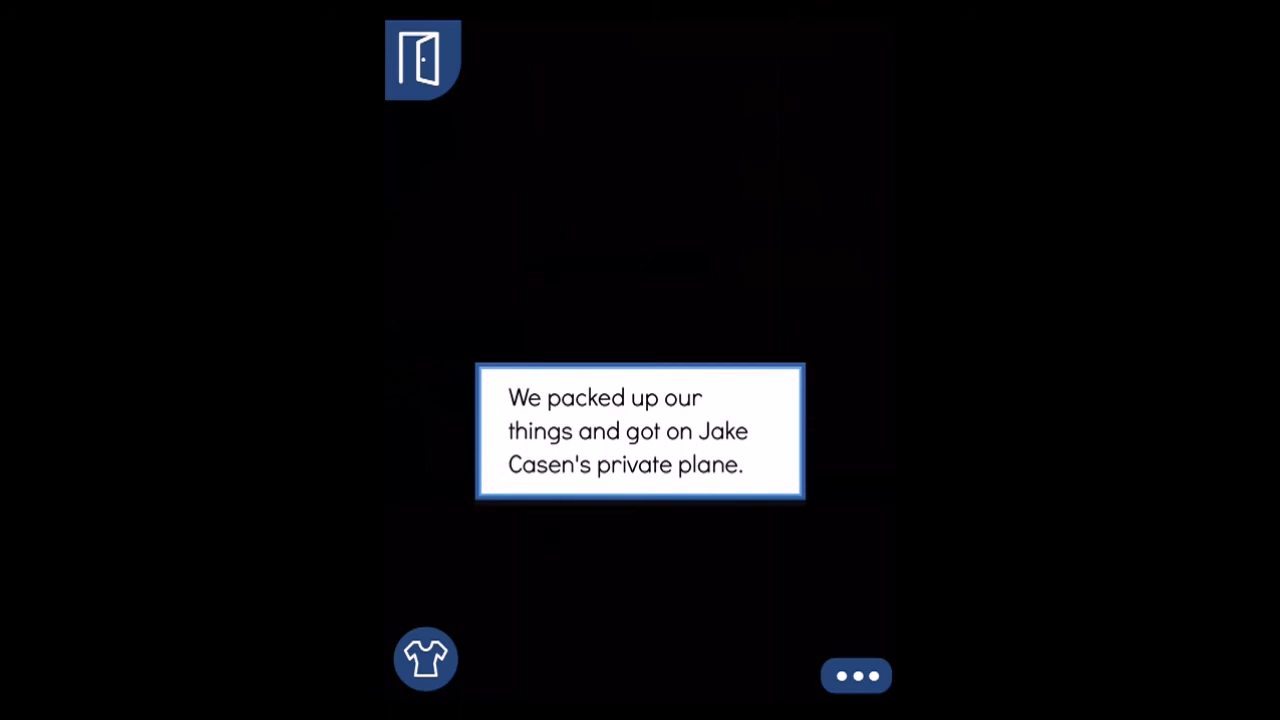 We packed up our
things and got on Jake
Casen's private plane.